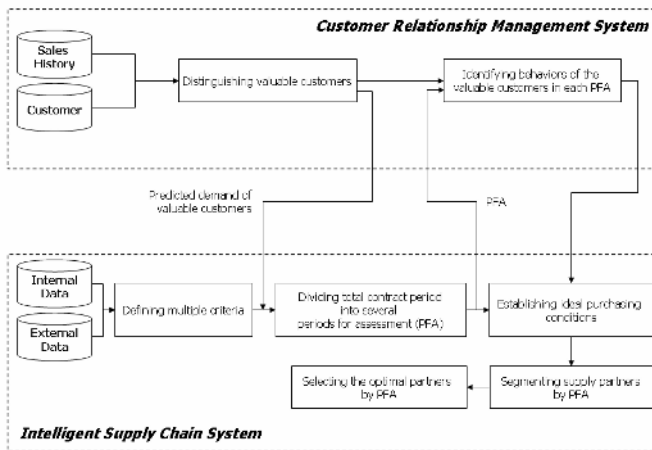 Customer Relationship Management System
Sales
History
Customer
Distinguishing valuable customers
Identifying behaviors of the
valuable customers in each PFA
Predicted demand of
valuable customers
PFA
Internal
Data
External
Data
Defining multiple criteria
Dividing total contract period
into several
periods for assessment (PFA)
Establishing ideal purchasing
conditions
Selecting the optimal partners
by PFA
Segmenting supply partners
by PFA
Intelligent Supply Chain System